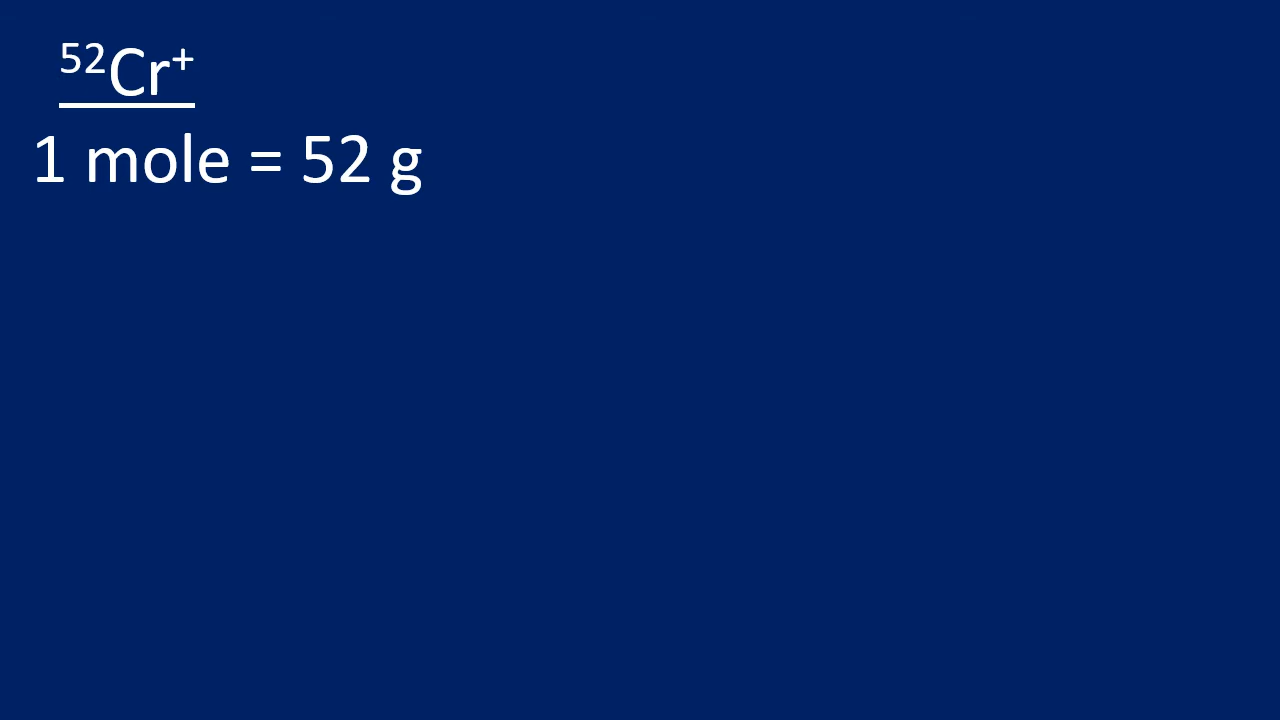 ⁵²Cr⁺
1 mole = 52 g